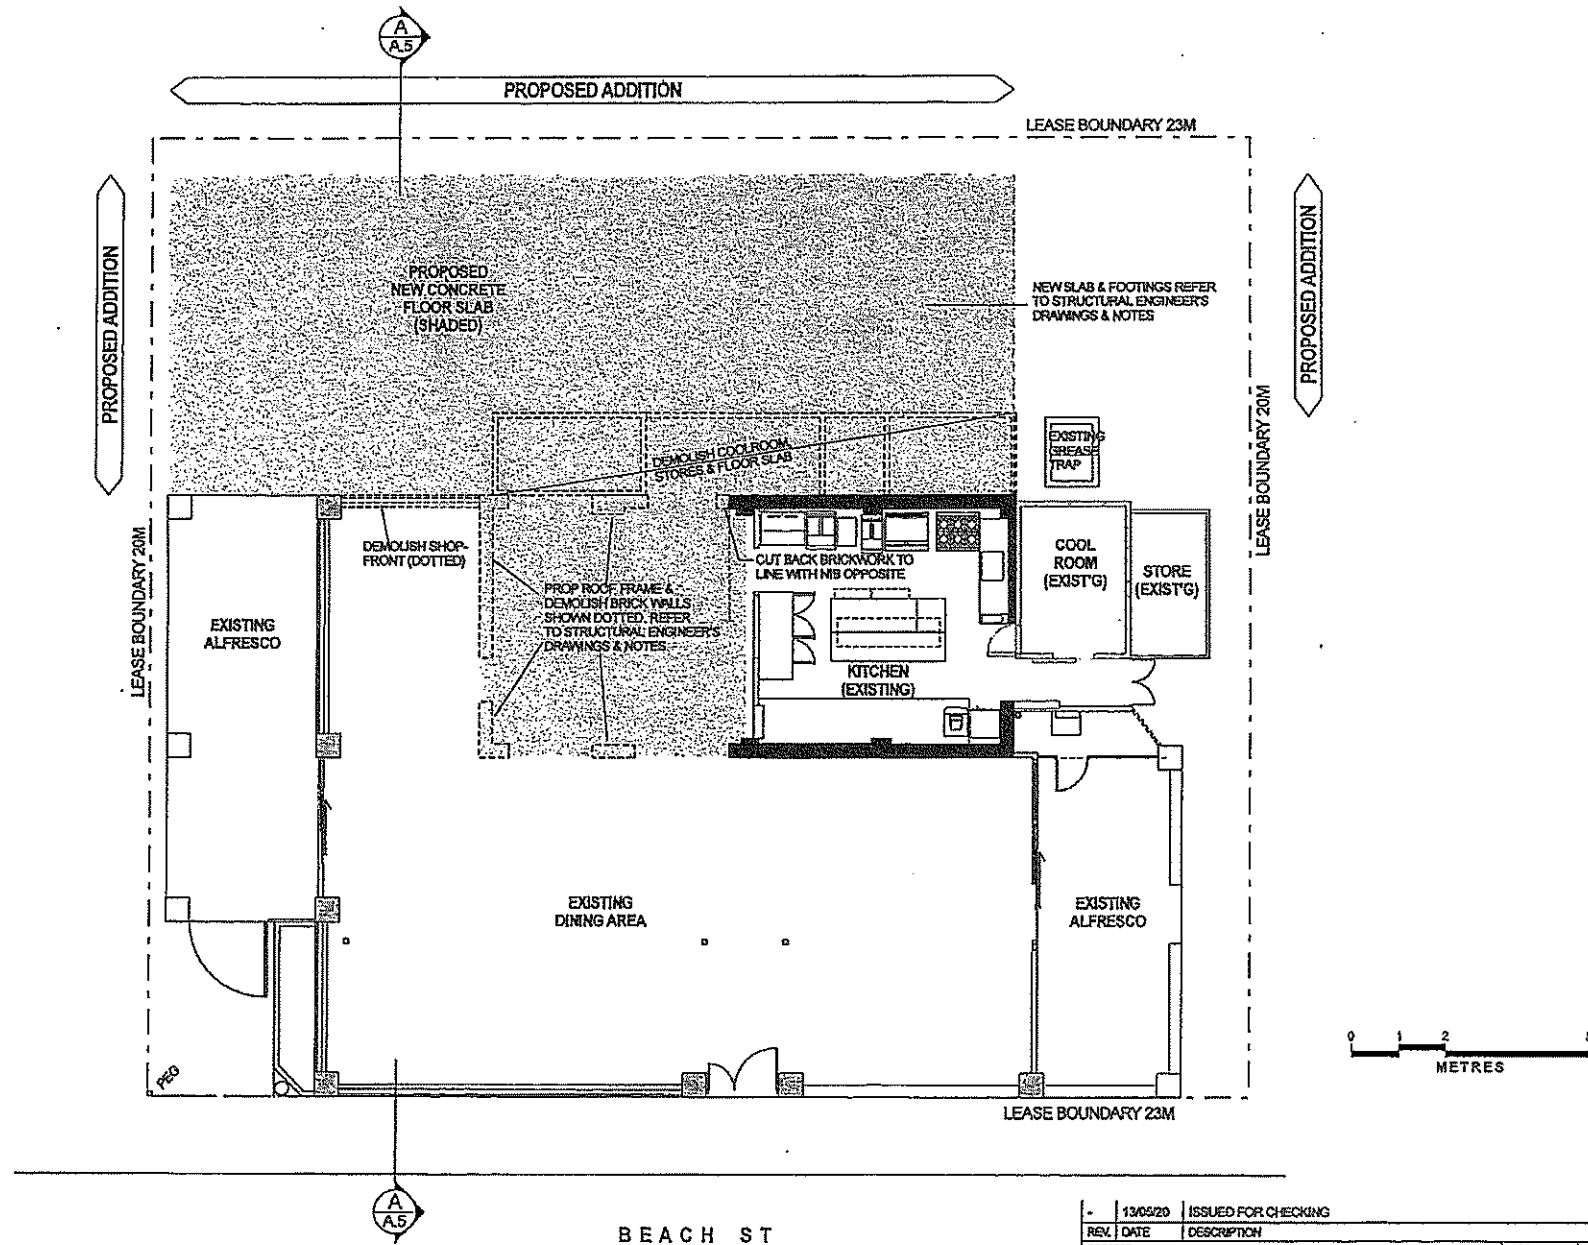 A
A.5
PROPOSED ADDITION
LEASE BOUNDARY 23M
PROPOSED ADDITION
PROPOSED ADDITION
PROPOSED
NEW CONCRETE
FLOOR SLAB
(SHADED)
NEW SLAB & FOOTINGS REFER
TO STRUCTURAL ENGINEER'S
DRAWINGS & NOTES
LEASE BOUNDARY 20M
DEMOLISH COOLROOM,
STORES & FLOOR SLAB
EXISTING
GREASE
TRAP
LEASE BOUNDARY 20M
DEMOLISH SHOP-
FRONT (DOTTED)
CUT BACK BRICKWORK TO
LINE WITH NIB OPPOSITE
COOL
ROOM
(EXIST'G)
STORE
(EXIST'G)
PROP ROOF FRAME &
DEMOLISH BRICK WALLS
SHOWN DOTTED. REFER
TO STRUCTURAL ENGINEER'S
DRAWINGS & NOTES
EXISTING
ALFRESCO
KITCHEN
(EXISTING)
EXISTING
DINING AREA
EXISTING
ALFRESCO
0 1 2
METRES
PEG
LEASE BOUNDARY 23M
A
A.5
BEACH ST
- 13/05/20 ISSUED FOR CHECKING
REV. DATE DESCRIPTION